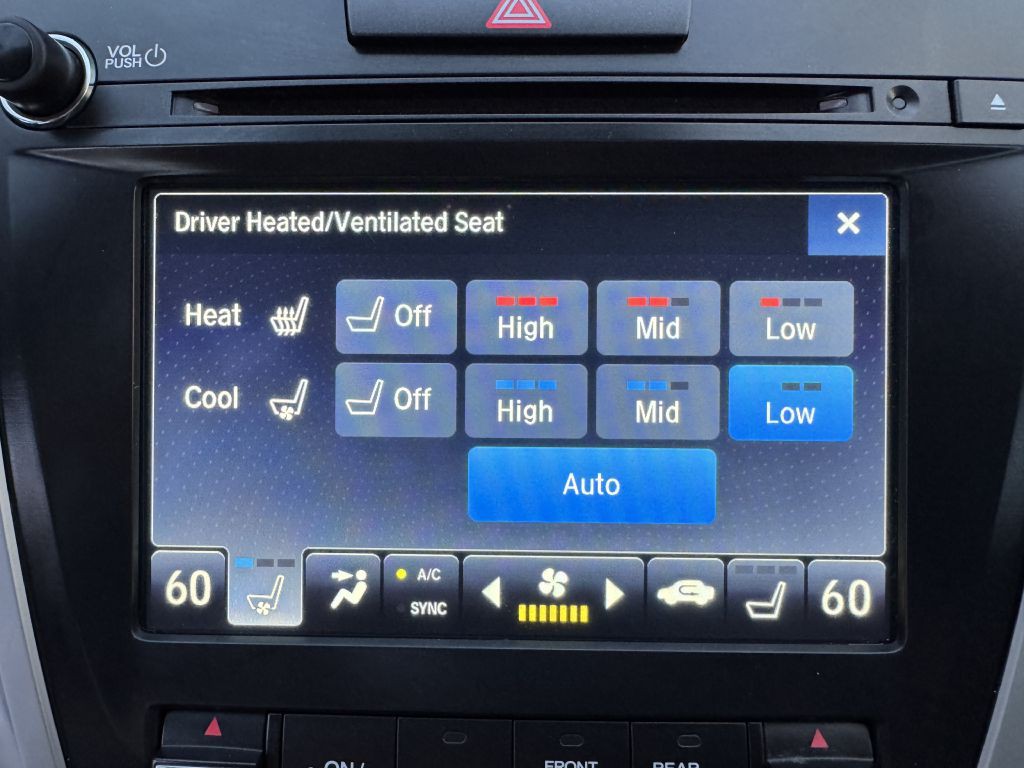 VOL
PUSH
Driver Heated/Ventilated Seat
Heat Off High Mid Low
Cool Off High Mid Low
Auto
60 A/C 60
SYNC
ON/ FRONT REAR